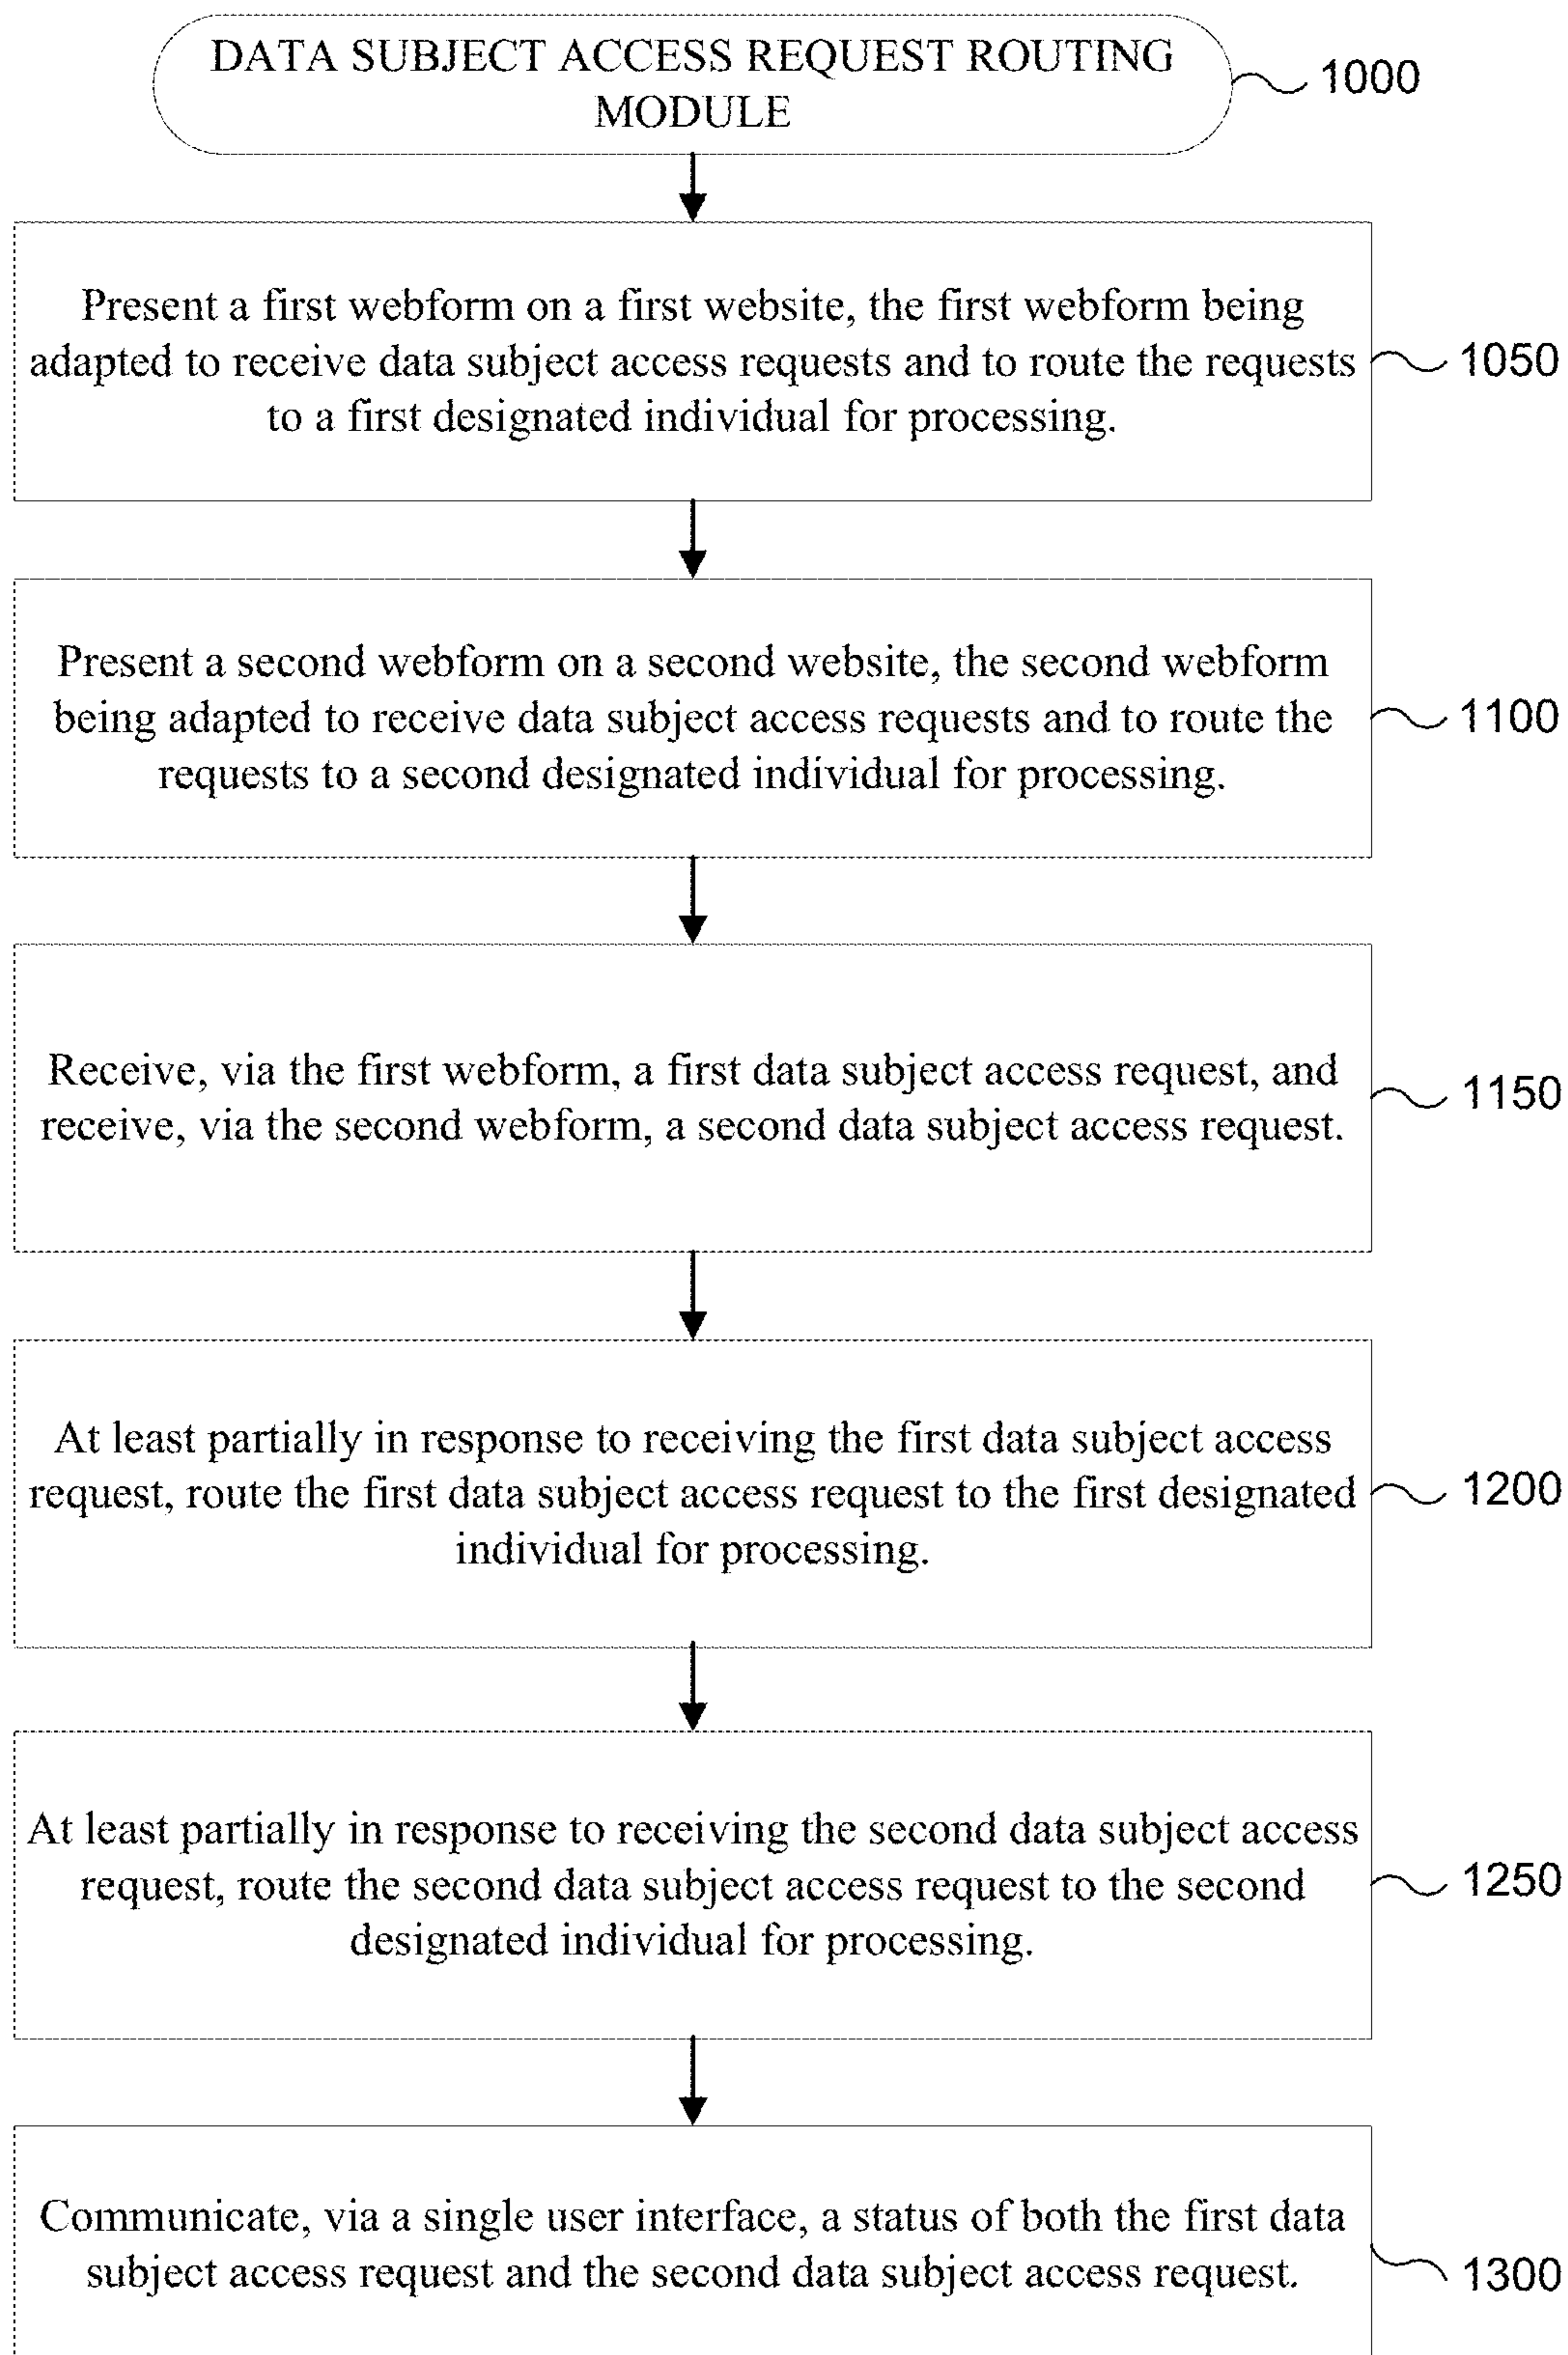 DATA SUBJECT ACCESS REQUEST ROUTING
MODULE
1000
Present a first webform on a first website, the first webform being
adapted to receive data subject access requests and to route the requests
to a first designated individual for processing.
1050
Present a second webform on a second website, the second webform
being adapted to receive data subject access requests and to route the
requests to a second designated individual for processing.
1100
Receive, via the first webform, a first data subject access request, and
receive, via the second webform, a second data subject access request.
1150
At least partially in response to receiving the first data subject access
request, route the first data subject access request to the first designated
individual for processing.
1200
At least partially in response to receiving the second data subject access
request, route the second data subject access request to the second
designated individual for processing.
1250
Communicate, via a single user interface, a status of both the first data
subject access request and the second data subject access request.
1300